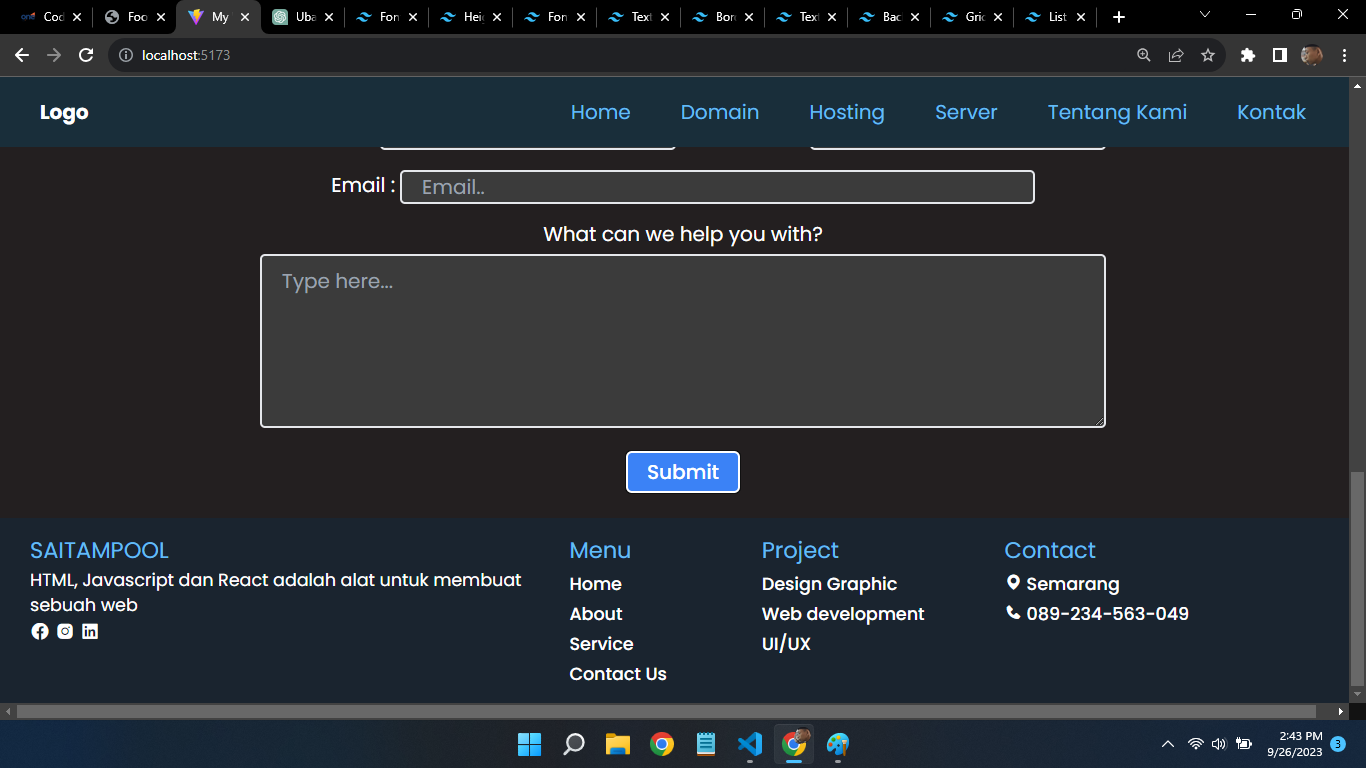 Cod
Foo
My
Uba
Fon
Hei
Fon
Text
Bor
Text
Bac
Gric
List
localhost:5173
Logo
Home
Domain
Hosting
Server
Tentang Kami
Kontak
Email :
Email..
What can we help you with?
Type here...
Submit
SAITAMPOOL
HTML, Javascript dan React adalah alat untuk membuat
sebuah web
Menu
Home
About
Service
Contact Us
Project
Design Graphic
Web development
UI/UX
Contact
Semarang
089-234-563-049
2:43 PM
9/26/2023
3